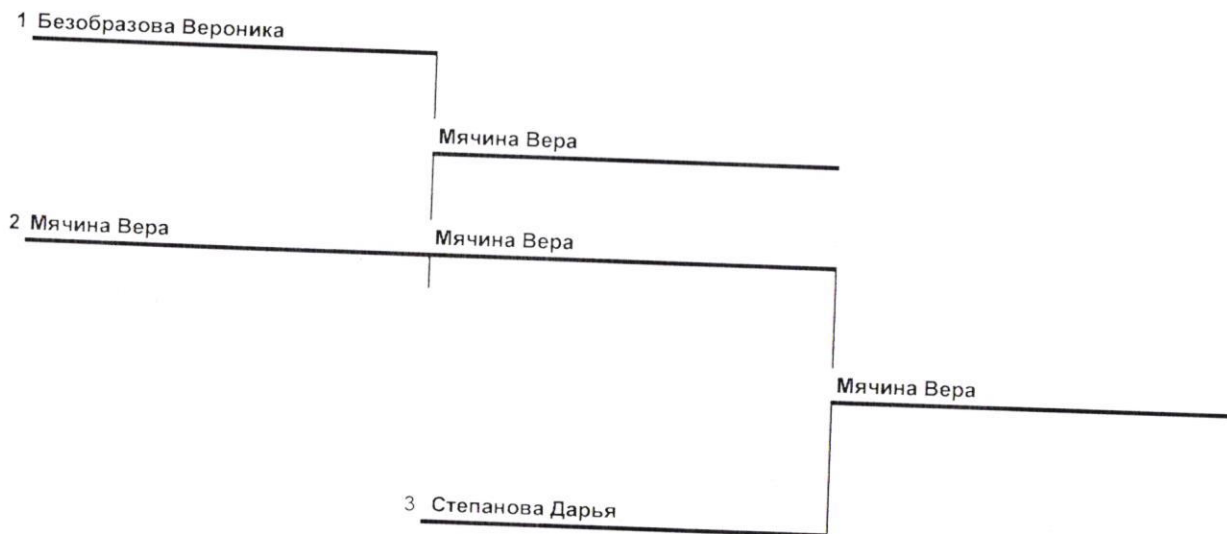 1 Безобразова Вероника
Мячина Вера
2 Мячина Вера
Мячина Вера
Мячина Вера
3 Степанова Дарья